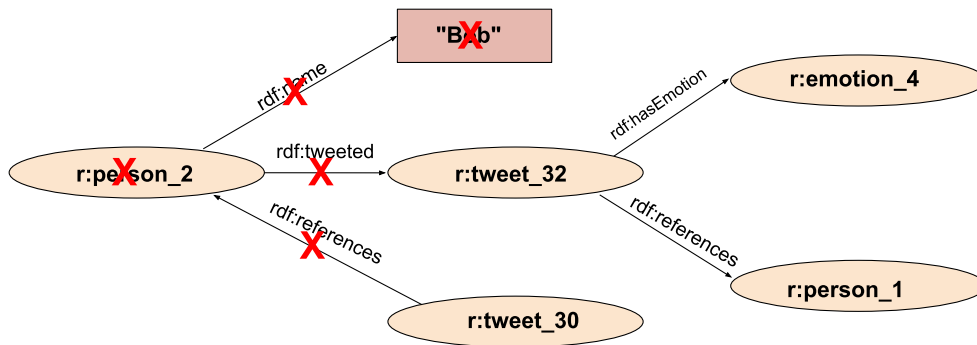 "Bob"
X
rdf:name
X
r:emotion_4
rdf:hasEmotion
rdf:tweeted
X
r:person_2
X
r:tweet_32
rdf:references
X
rdf:references
r:person_1
r:tweet_30